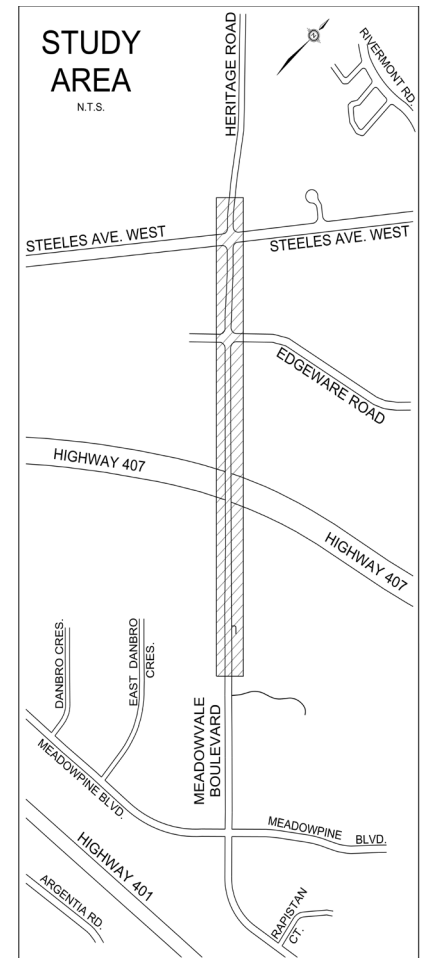 STUDY
AREA
N.T.S.
HERITAGE ROAD
RIVERMONT RD.
STEELES AVE. WEST
STEELES AVE. WEST
EDGEWARE ROAD
HIGHWAY 407
HIGHWAY 407
DANBRO CRES.
EAST DANBRO
CRES.
MEADOWVALE
BOULEVARD
MEADOWPINE BLVD.
MEADOWPINE BLVD.
HIGHWAY 401
ARGENTIA RD.
RAPISTAN
CT.